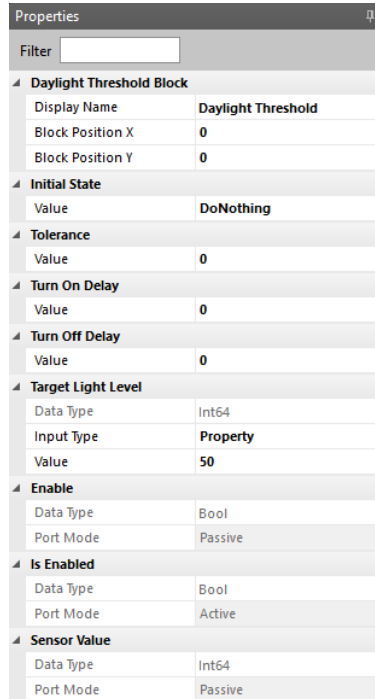 Properties
Filter
Daylight Threshold Block
Display Name Daylight Threshold
Block Position X 0
Block Position Y 0
Initial State
Value DoNothing
Tolerance
Value 0
Turn On Delay
Value 0
Turn Off Delay
Value 0
Target Light Level
Data Type Int64
Input Type Property
Value 50
Enable
Data Type Bool
Port Mode Passive
Is Enabled
Data Type Bool
Port Mode Active
Sensor Value
Data Type Int64
Port Mode Passive